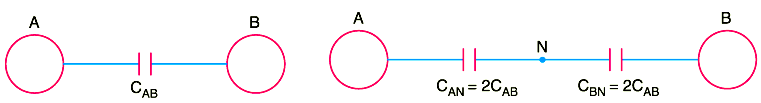 A B
C_AB
A N B
C_AN = 2C_AB C_BN = 2C_AB